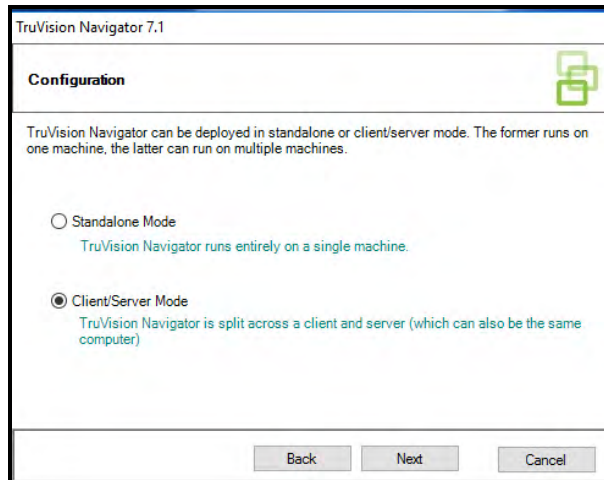 TruVision Navigator 7.1
Configuration
TruVision Navigator can be deployed in standalone or client/server mode. The former runs on
one machine, the latter can run on multiple machines.
Standalone Mode
TruVision Navigator runs entirely on a single machine.
Client/Server Mode
TruVision Navigator is split across a client and server (which can also be the same
computer)
Back Next Cancel